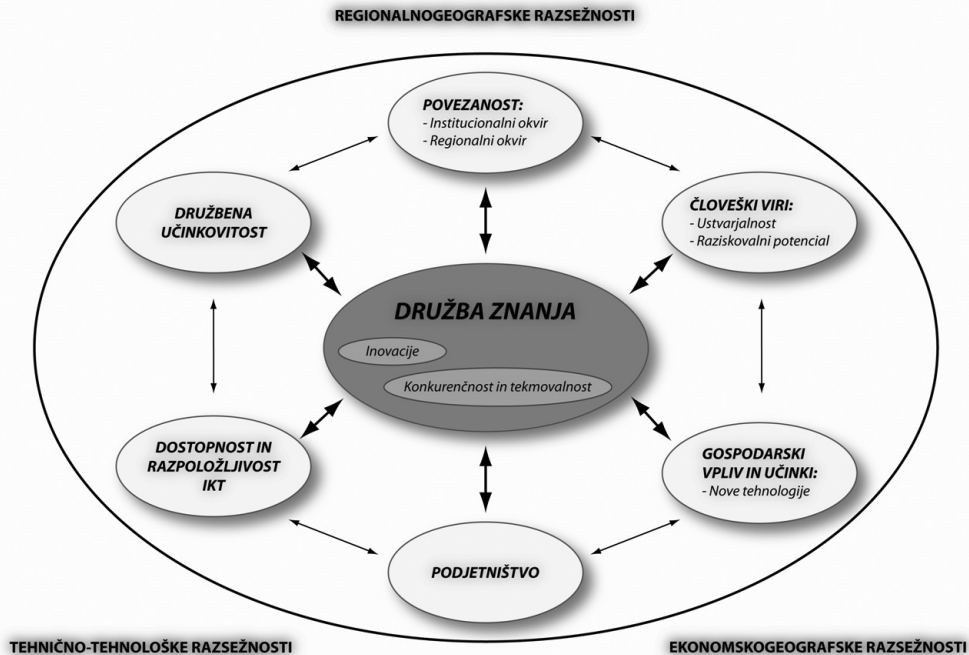 REGIONALNOGEOGRAFSKE RAZSEŽNOSTI
POVEZANOST:
- Institucionalni okvir
- Regionalni okvir
DRUŽBENA
UČINKOVITOST
ČLOVEŠKI VIRI:
- Ustvarjalnost
- Raziskovalni potencial
DRUŽBA ZNANJA
Inovacije
Konkurenčnost in tekmovalnost
DOSTOPNOST IN
RAZPOLOŽLJIVOST
IKT
GOSPODARSKI
VPLIV IN UČINKI:
- Nove tehnologije
PODJETNIŠTVO
TEHNIČNO-TEHNOLOŠKE RAZSEŽNOSTI
EKONOMSKOGEOGRAFSKE RAZSEŽNOSTI